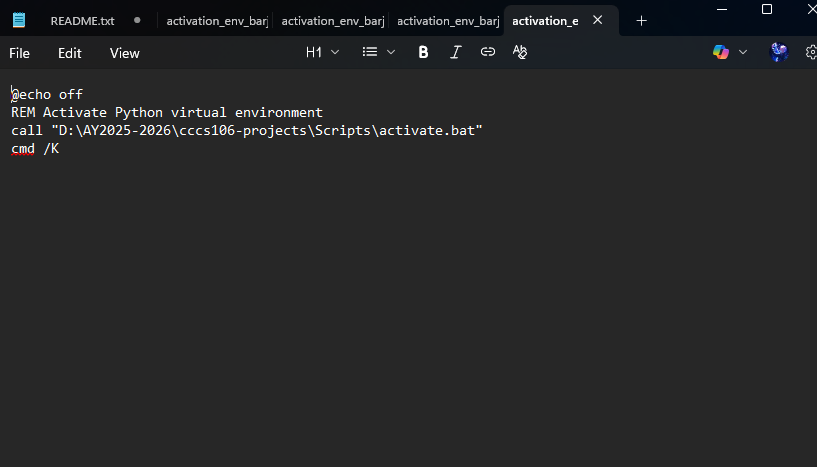 README.txt activation_env_barj activation_env_barj activation_env_barj activation_e
File Edit View H1 B I
@echo off
REM Activate Python virtual environment
call "D:\AY2025-2026\cccs106-projects\Scripts\activate.bat"
cmd /K